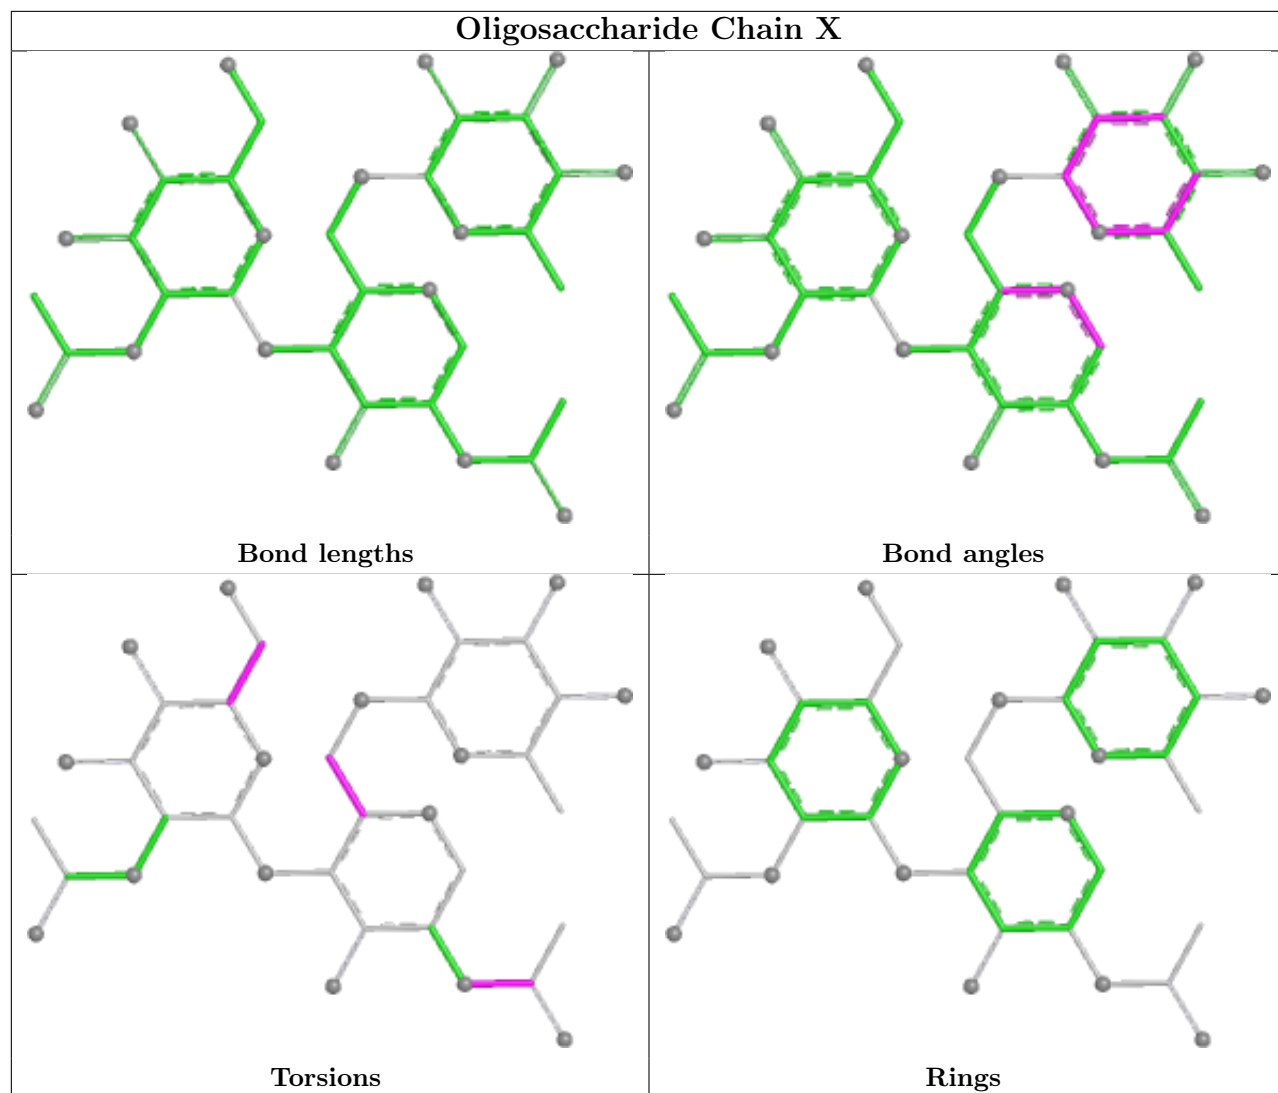 Oligosaccharide Chain X
Bond lengths
Bond angles
Torsions
Rings